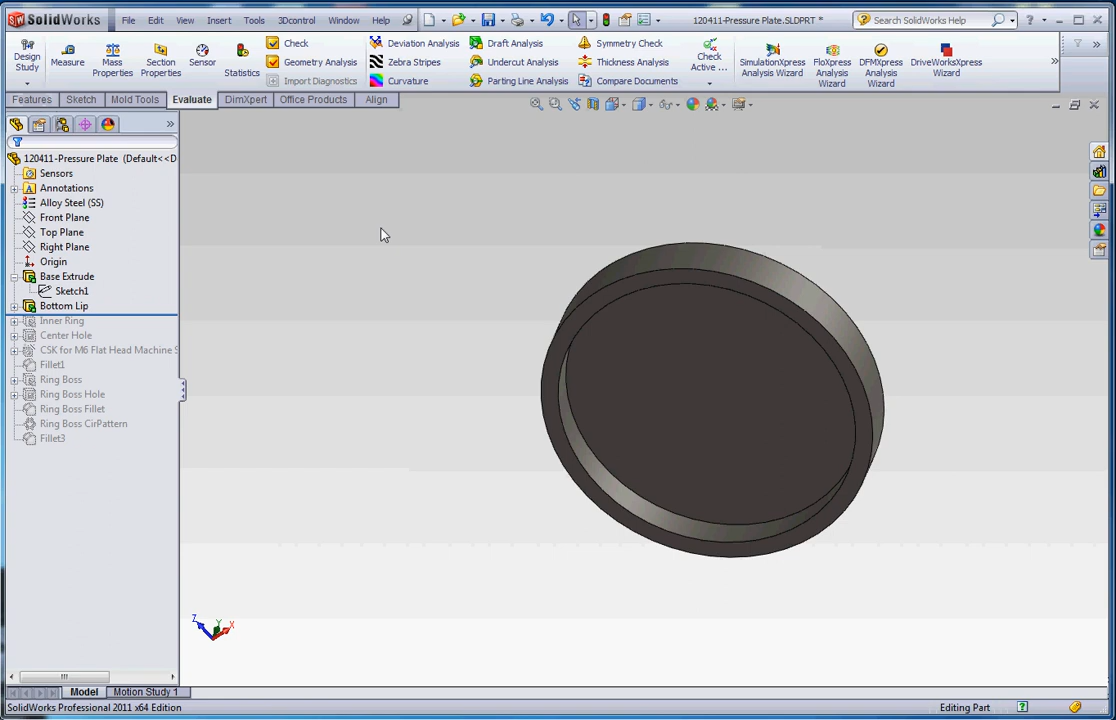 SolidWorks File Edit View Insert Tools 3Dcontrol Window Help 120411-Pressure Plate.SLDPRT * Search SolidWorks Help
Design Study
Measure
Mass Properties
Section Properties
Sensor
Statistics
Check
Geometry Analysis
Import Diagnostics
Deviation Analysis
Zebra Stripes
Curvature
Draft Analysis
Undercut Analysis
Parting Line Analysis
Symmetry Check
Thickness Analysis
Compare Documents
Check Active ...
SimulationXpress Analysis Wizard
FloXpress Analysis Wizard
DFMXpress Analysis Wizard
DriveWorksXpress Wizard
Features Sketch Mold Tools Evaluate DimXpert Office Products Align
120411-Pressure Plate (Default<<D
Sensors
Annotations
Alloy Steel (SS)
Front Plane
Top Plane
Right Plane
Origin
Base Extrude
Sketch1
Bottom Lip
Inner Ring
Center Hole
CSK for M6 Flat Head Machine S
Fillet1
Ring Boss
Ring Boss Hole
Ring Boss Fillet
Ring Boss CirPattern
Fillet3
Z Y X
Model Motion Study 1
SolidWorks Professional 2011 x64 Edition Editing Part